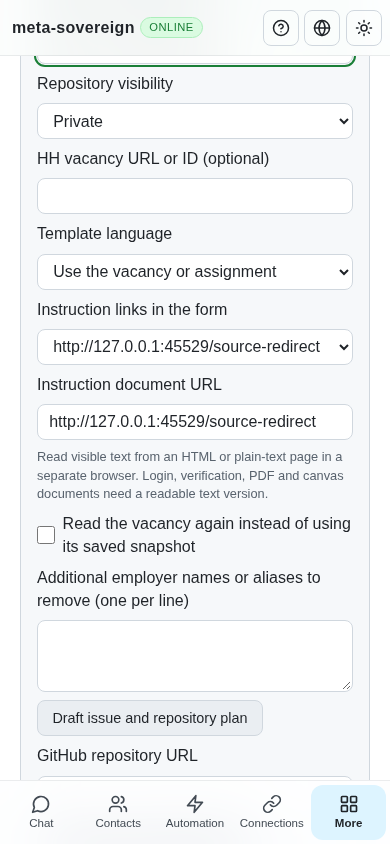 meta-sovereign ONLINE
Repository visibility
Private
HH vacancy URL or ID (optional)
Template language
Use the vacancy or assignment
Instruction links in the form
http://127.0.0.1:45529/source-redirect
Instruction document URL
http://127.0.0.1:45529/source-redirect
Read visible text from an HTML or plain-text page in a
separate browser. Login, verification, PDF and canvas
documents need a readable text version.
Read the vacancy again instead of using
its saved snapshot
Additional employer names or aliases to
remove (one per line)
Draft issue and repository plan
GitHub repository URL
Chat Contacts Automation Connections More